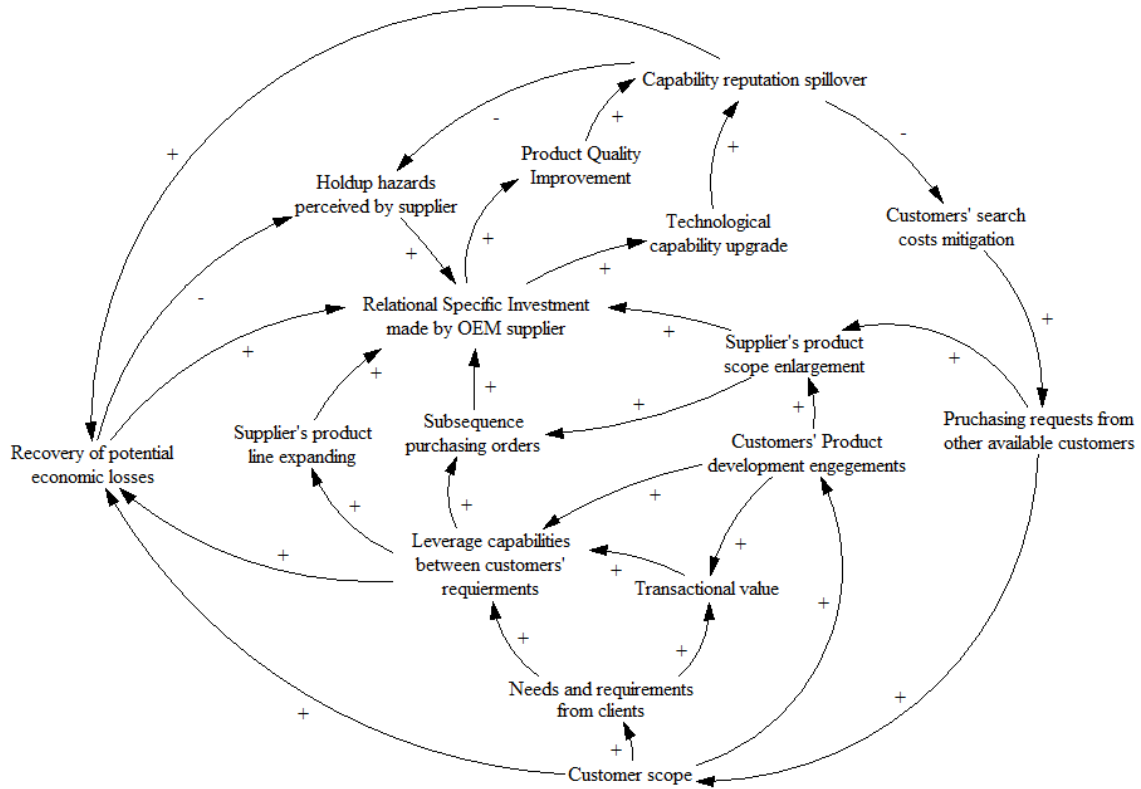 Capability reputation spillover
+
-
+
-
Product Quality
Improvement
+
Holdup hazards
perceived by supplier
Technological
capability upgrade
Customers' search
costs mitigation
+
+
+
-
Relational Specific Investment
made by OEM supplier
+
+
Supplier's product
scope enlargement
+
+
+
+
+
Supplier's product
line expanding
Subsequence
purchasing orders
+
Customers' Product
development engegements
Pruchasing requests from
other available customers
Recovery of potential
economic losses
+
+
+
Leverage capabilities
between customers'
requierments
+
+
+
Transactional value
+
+
+
Needs and requirements
from clients
+
+
+
Customer scope